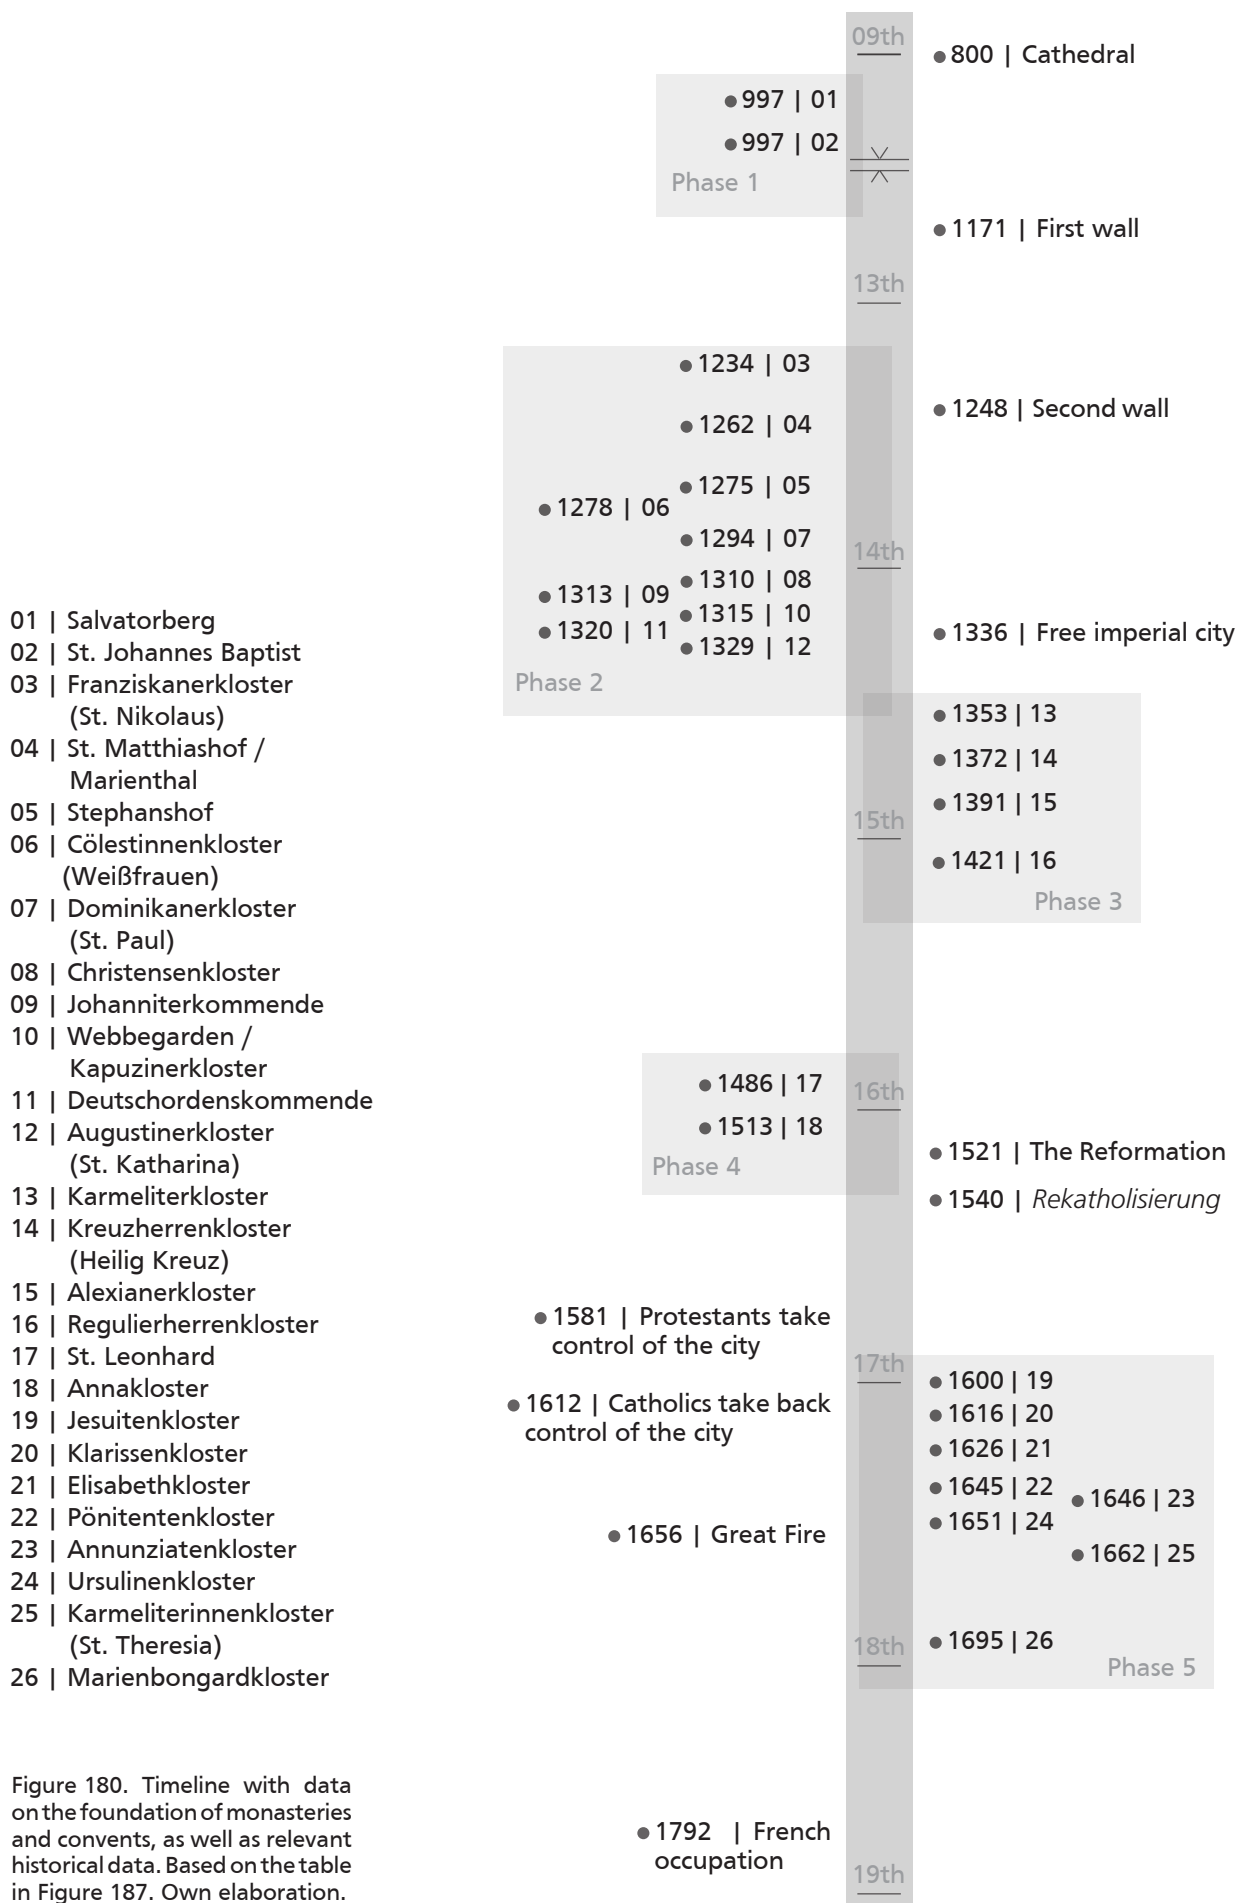 09th
800 | Cathedral
997 | 01
997 | 02
Phase 1
1171 | First wall
13th
1234 | 03
1248 | Second wall
1262 | 04
1275 | 05
1278 | 06
1294 | 07
14th
1310 | 08
1313 | 09
1315 | 10
1320 | 11
1329 | 12
1336 | Free imperial city
Phase 2
1353 | 13
1372 | 14
1391 | 15
15th
1421 | 16
Phase 3
1486 | 17
16th
1513 | 18
Phase 4
1521 | The Reformation
1540 | Rekatholisierung
1581 | Protestants take
control of the city
17th
1600 | 19
1612 | Catholics take back
control of the city
1616 | 20
1626 | 21
1645 | 22
1646 | 23
1651 | 24
1656 | Great Fire
1662 | 25
18th
1695 | 26
Phase 5
1792 | French
occupation
19th
01 | Salvatorberg
02 | St. Johannes Baptist
03 | Franziskanerkloster
(St. Nikolaus)
04 | St. Matthiashof /
Marienthal
05 | Stephanshof
06 | Cölestinnenkloster
(Weißfrauen)
07 | Dominikanerkloster
(St. Paul)
08 | Christensenkloster
09 | Johanniterkommende
10 | Webbegarden /
Kapuzinerkloster
11 | Deutschordenskommende
12 | Augustinerkloster
(St. Katharina)
13 | Karmeliterkloster
14 | Kreuzherrenkloster
(Heilig Kreuz)
15 | Alexianerkloster
16 | Regulierherrenkloster
17 | St. Leonhard
18 | Annakloster
19 | Jesuitenkloster
20 | Klarissenkloster
21 | Elisabethkloster
22 | Pönitentenkloster
23 | Annunziatenkloster
24 | Ursulinenkloster
25 | Karmeliterinnenkloster
(St. Theresia)
26 | Marienbongardkloster
Figure 180. Timeline with data
on the foundation of monasteries
and convents, as well as relevant
historical data. Based on the table
in Figure 187. Own elaboration.